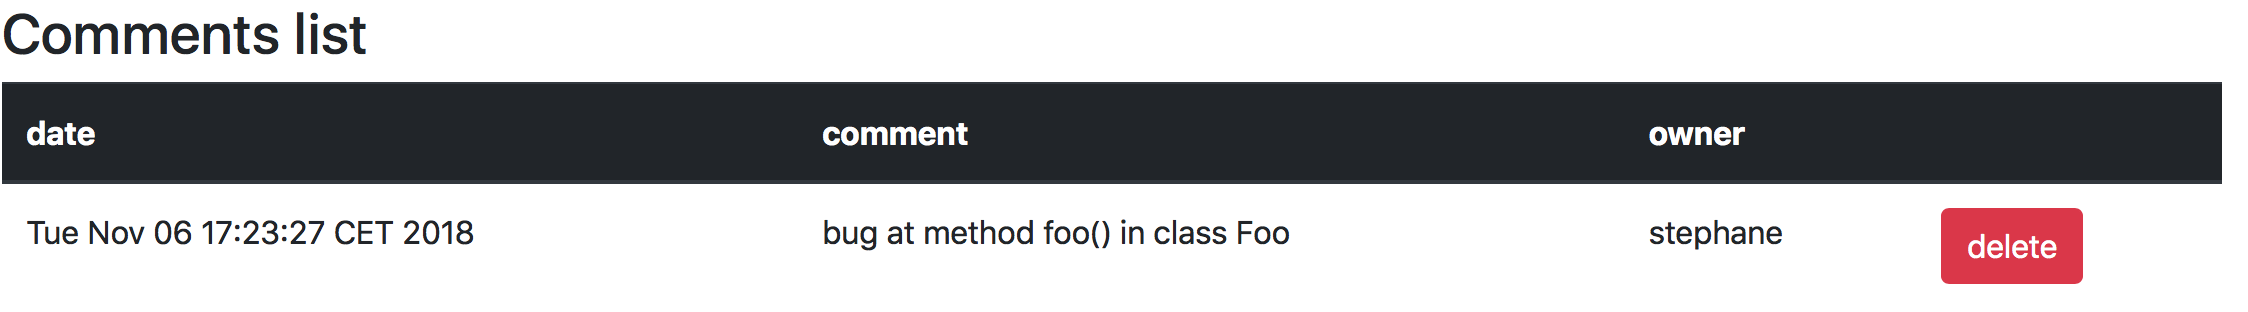 Comments list
date comment owner
Tue Nov 06 17:23:27 CET 2018 bug at method foo() in class Foo stephane delete